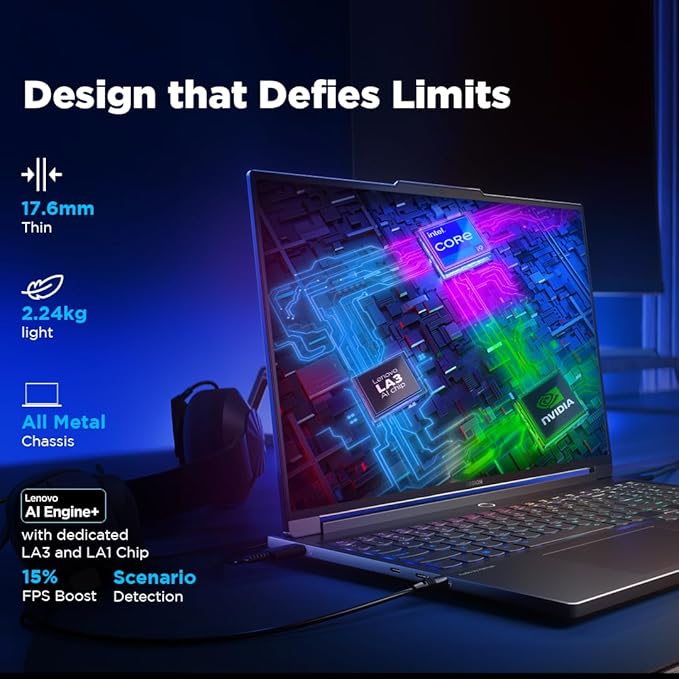 Design that Defies Limits
17.6mm
Thin
2.24kg
light
All Metal
Chassis
Lenovo
AI Engine+
with dedicated
LA3 and LA1 Chip
15%
FPS Boost
Scenario
Detection
intel.
CORE
i9
Lenovo
LA3
AI chip
NVIDIA
LEGION